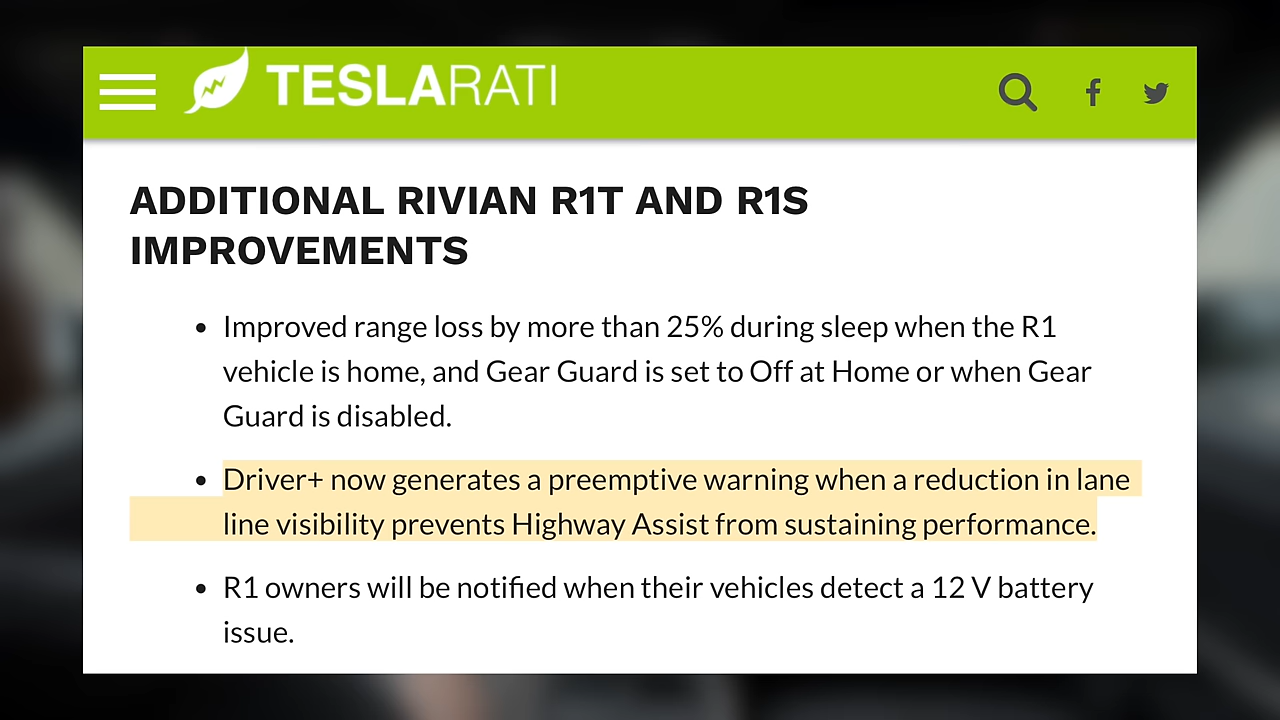 TESLARATI
ADDITIONAL RIVIAN R1T AND R1S
IMPROVEMENTS
• Improved range loss by more than 25% during sleep when the R1
vehicle is home, and Gear Guard is set to Off at Home or when Gear
Guard is disabled.
• Driver+ now generates a preemptive warning when a reduction in lane
line visibility prevents Highway Assist from sustaining performance.
• R1 owners will be notified when their vehicles detect a 12 V battery
issue.